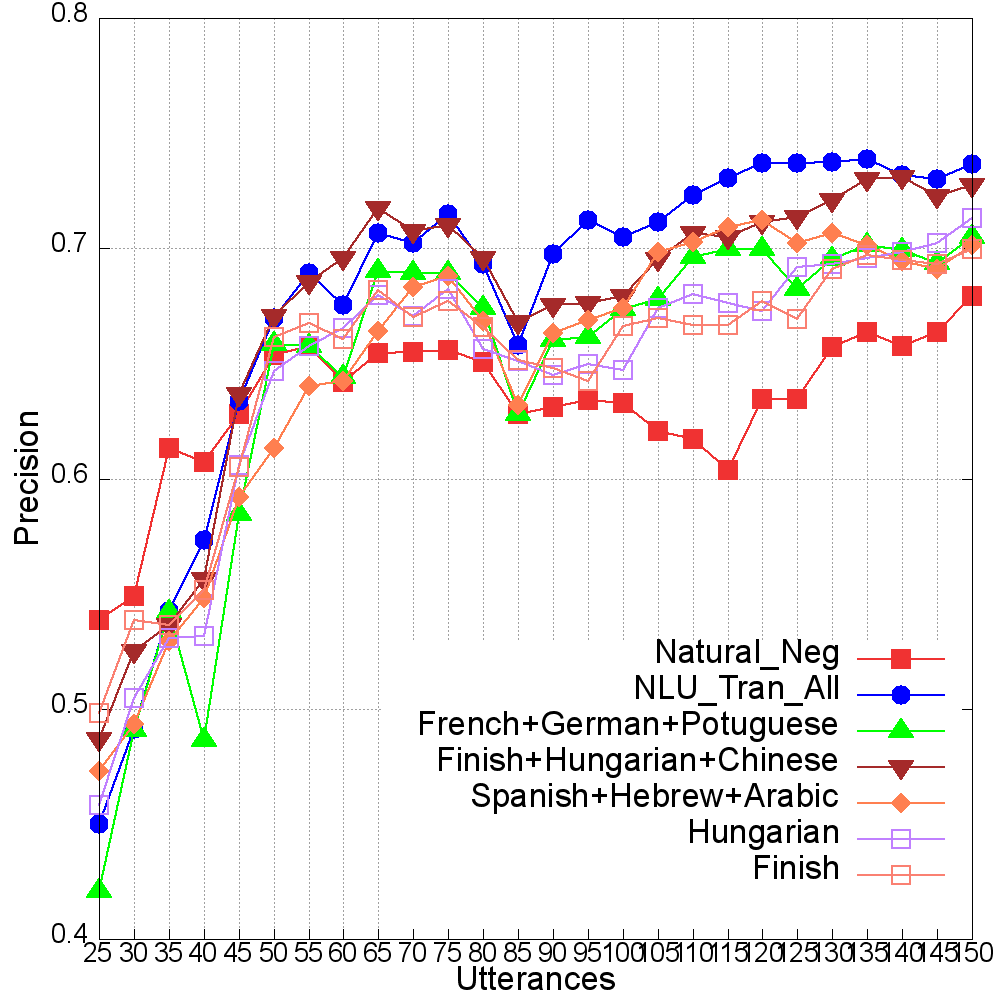 0.8
0.7
0.6
0.5
0.4
Precision
Natural_Neg
NLU_Tran_All
French+German+Potuguese
Finish+Hungarian+Chinese
Spanish+Hebrew+Arabic
Hungarian
Finish
25 30 35 40 45 50 55 60 65 70 75 80 85 90 95 100 105 110 115 120 125 130 135 140 145 150
Utterances